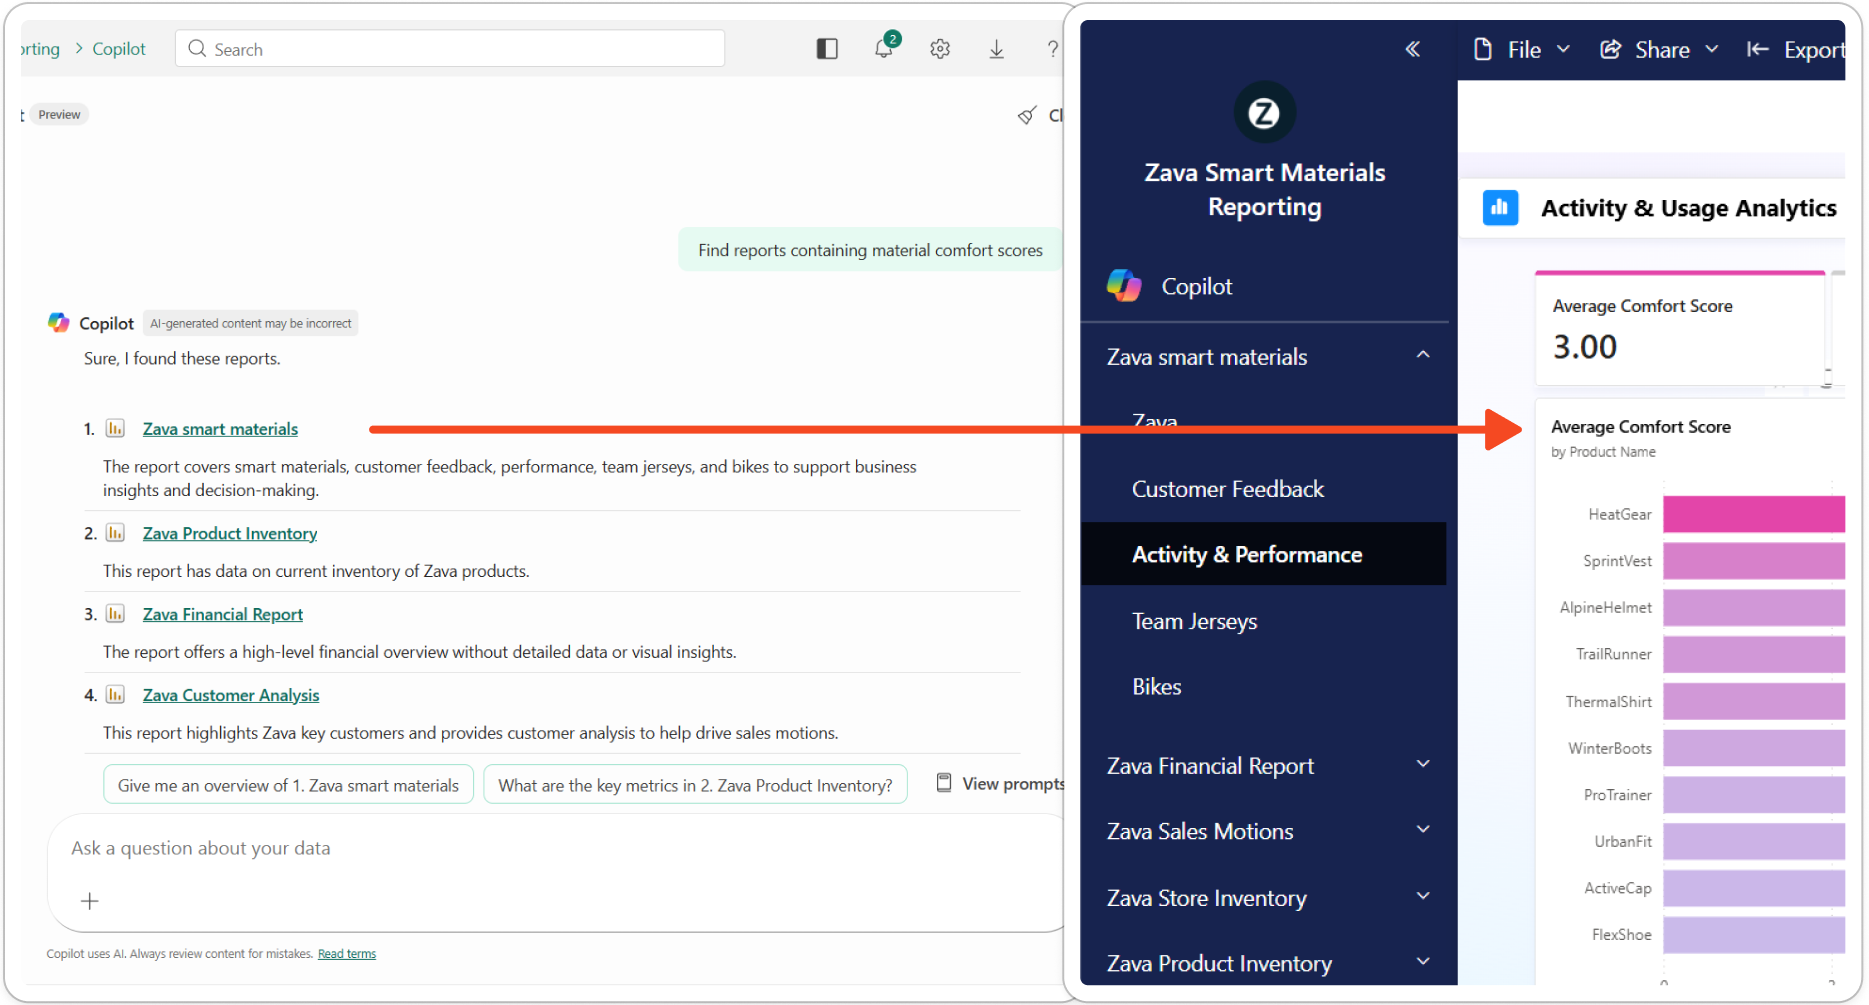 orting > Copilot
Search
2
?
t Preview
Cl
Find reports containing material comfort scores
Copilot AI-generated content may be incorrect
Sure, I found these reports.
1. Zava smart materials
The report covers smart materials, customer feedback, performance, team jerseys, and bikes to support business
insights and decision-making.
2. Zava Product Inventory
This report has data on current inventory of Zava products.
3. Zava Financial Report
The report offers a high-level financial overview without detailed data or visual insights.
4. Zava Customer Analysis
This report highlights Zava key customers and provides customer analysis to help drive sales motions.
Give me an overview of 1. Zava smart materials
What are the key metrics in 2. Zava Product Inventory?
View prompts
Ask a question about your data
Copilot uses AI. Always review content for mistakes. Read terms
Z
Zava Smart Materials
Reporting
Copilot
Zava smart materials
Zava
Customer Feedback
Activity & Performance
Team Jerseys
Bikes
Zava Financial Report
Zava Sales Motions
Zava Store Inventory
Zava Product Inventory
File
Share
Export
Activity & Usage Analytics
Average Comfort Score
3.00
Average Comfort Score
by Product Name
HeatGear
SprintVest
AlpineHelmet
TrailRunner
ThermalShirt
WinterBoots
ProTrainer
UrbanFit
ActiveCap
FlexShoe
0 2